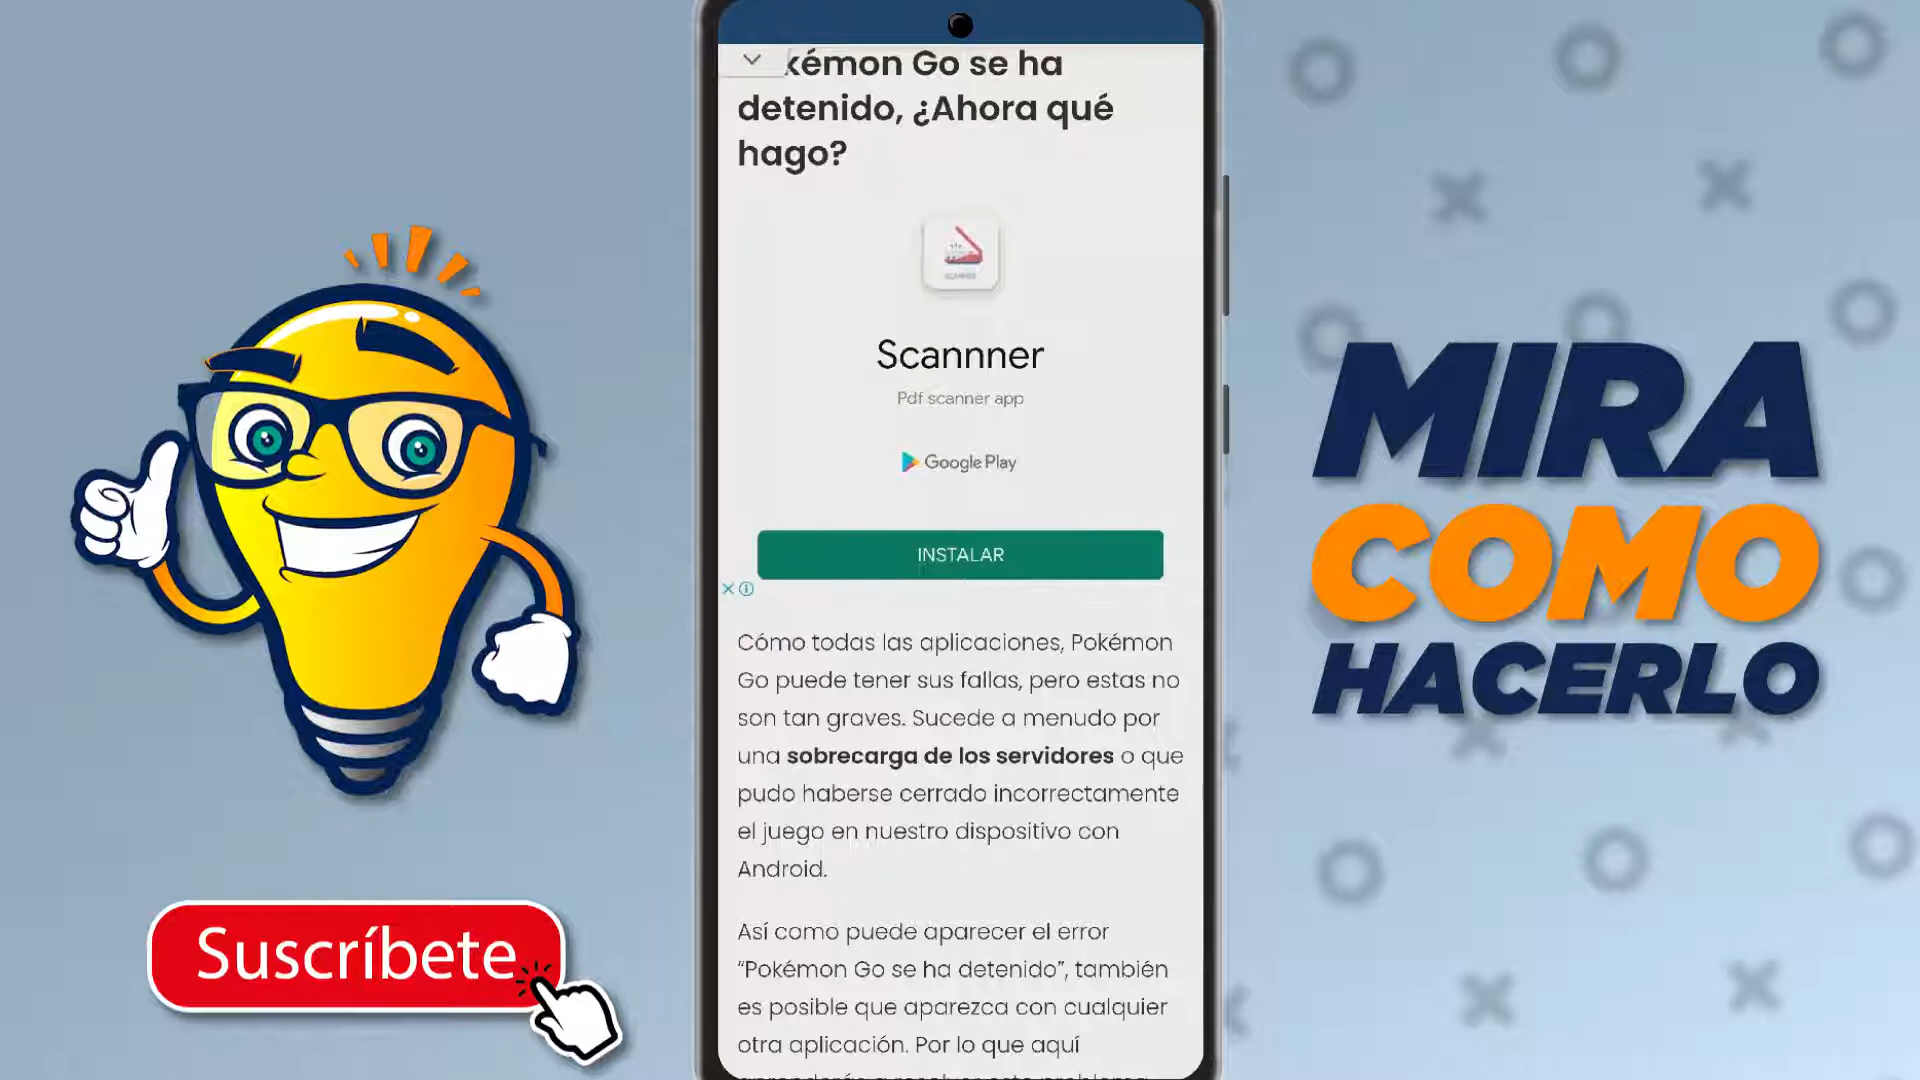 kémon Go se ha
detenido, ¿Ahora qué
hago?
Scannner
Pdf scanner app
Google Play
INSTALAR
Cómo todas las aplicaciones, Pokémon
Go puede tener sus fallas, pero estas no
son tan graves. Sucede a menudo por
una sobrecarga de los servidores o que
pudo haberse cerrado incorrectamente
el juego en nuestro dispositivo con
Android.
Así como puede aparecer el error
“Pokémon Go se ha detenido”, también
es posible que aparezca con cualquier
otra aplicación. Por lo que aquí
Suscríbete
MIRA
COMO
HACERLO